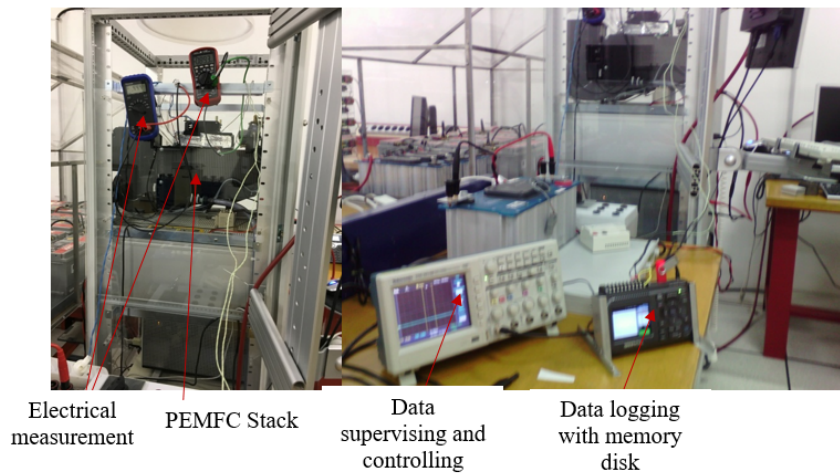 Electrical
measurement
PEMFC Stack
Data
supervising and
controlling
Data logging
with memory
disk